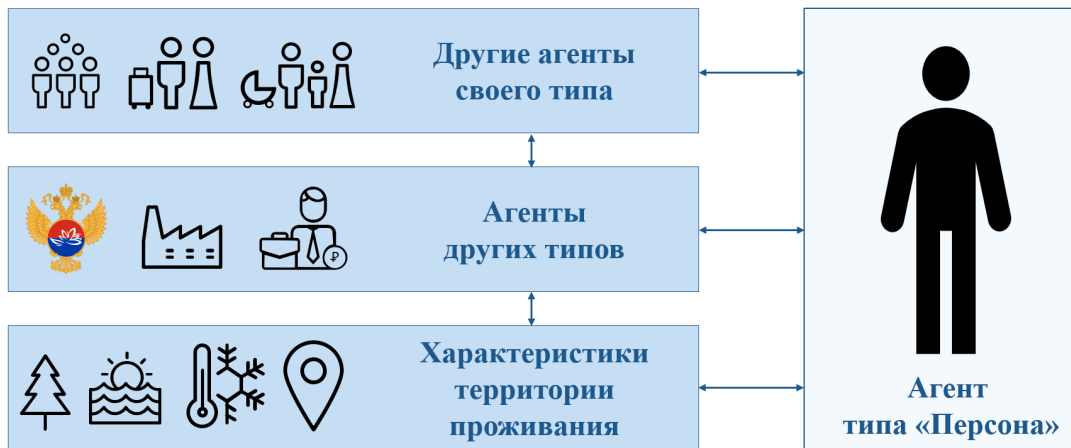 Другие агенты
своего типа
Агенты
других типов
₽
Характеристики
территории
проживания
Агент
типа «Персона»